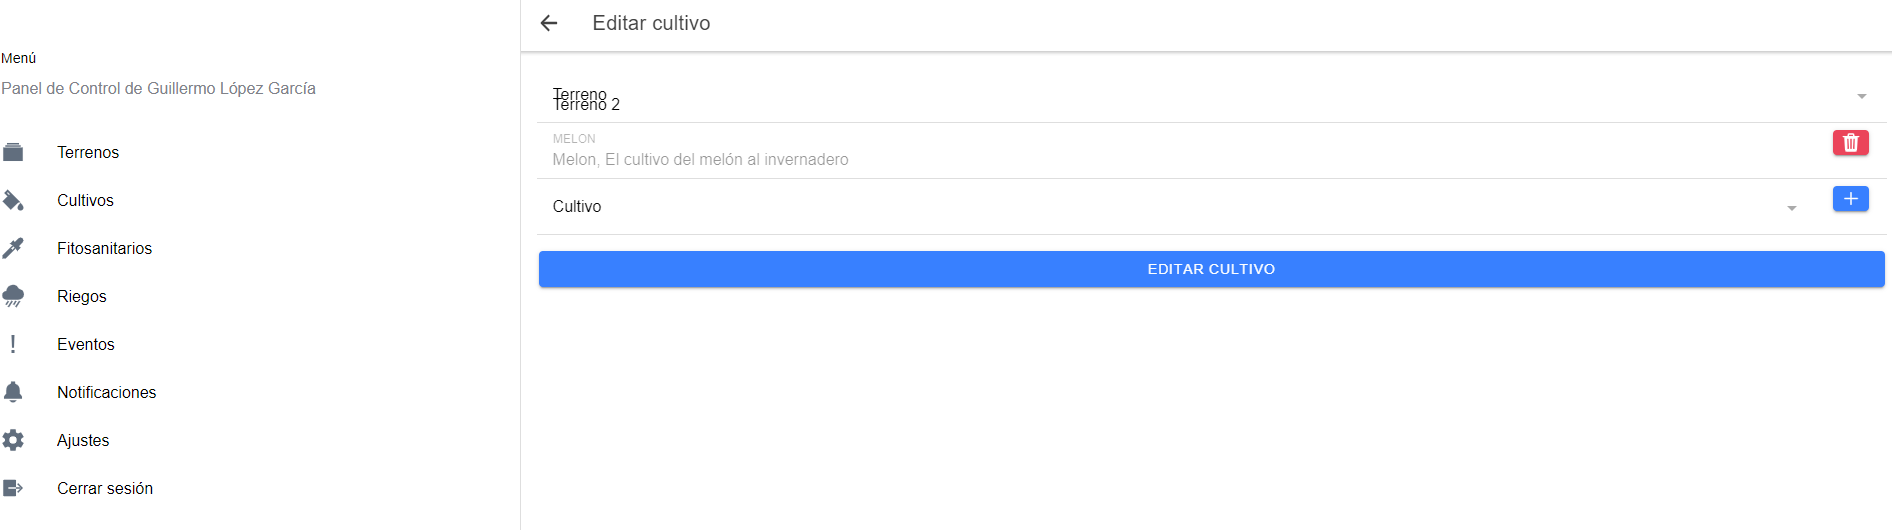 Menú
Panel de Control de Guillermo López García
Terrenos
Cultivos
Fitosanitarios
Riegos
Eventos
Notificaciones
Ajustes
Cerrar sesión
Editar cultivo
Terreno
Terreno 2
MELON
Melon, El cultivo del melón al invernadero
Cultivo
EDITAR CULTIVO